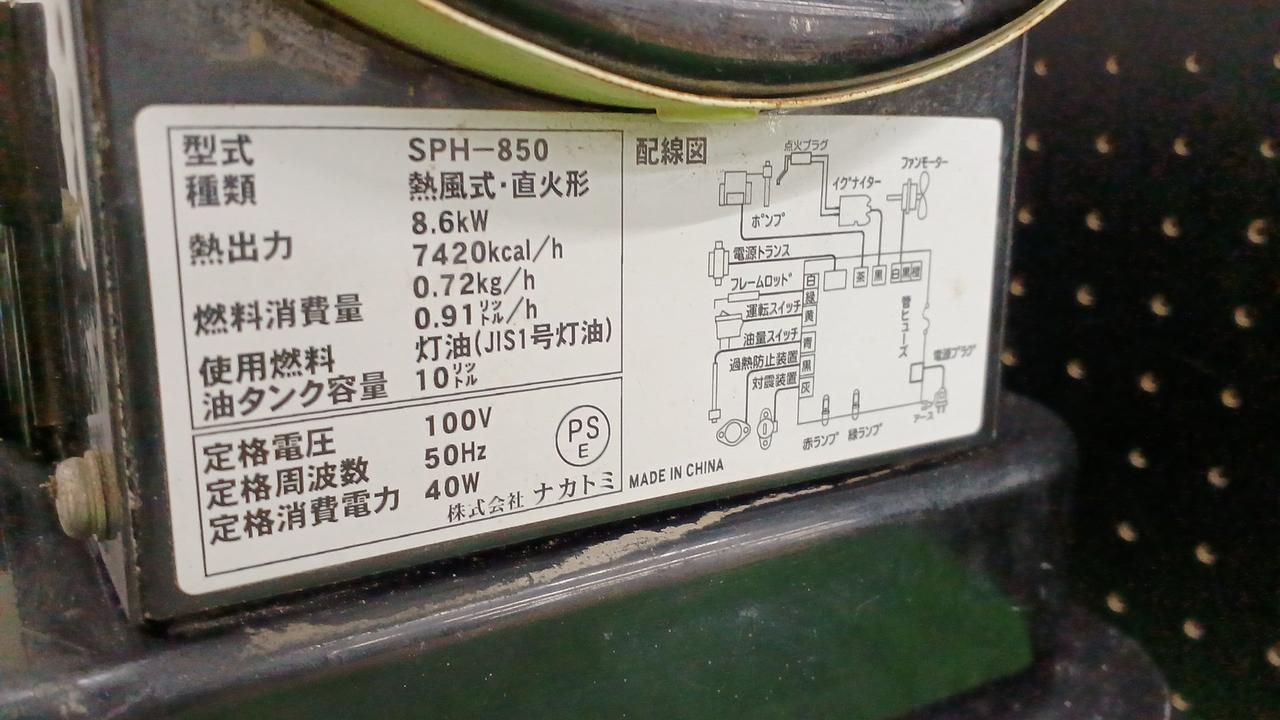 型式 SPH-850
種類 熱風式・直火形
熱出力 8.6kW
7420kcal/h
燃料消費量 0.72kg/h
0.91リットル/h
使用燃料 灯油(JIS1号灯油)
油タンク容量 10リットル
定格電圧 100V
定格周波数 50Hz
定格消費電力 40W
PS
E
株式会社 ナカトミ
配線図
点火プラグ
ファンモーター
イグナイター
ポンプ
電源トランス
茶 黒 白 黒 橙
フレームロッド
白
緑
運転スイッチ
黄
管ヒューズ
油量スイッチ
青
過熱防止装置
黒
電源プラグ
対震装置
灰
アース
赤ランプ 緑ランプ
MADE IN CHINA